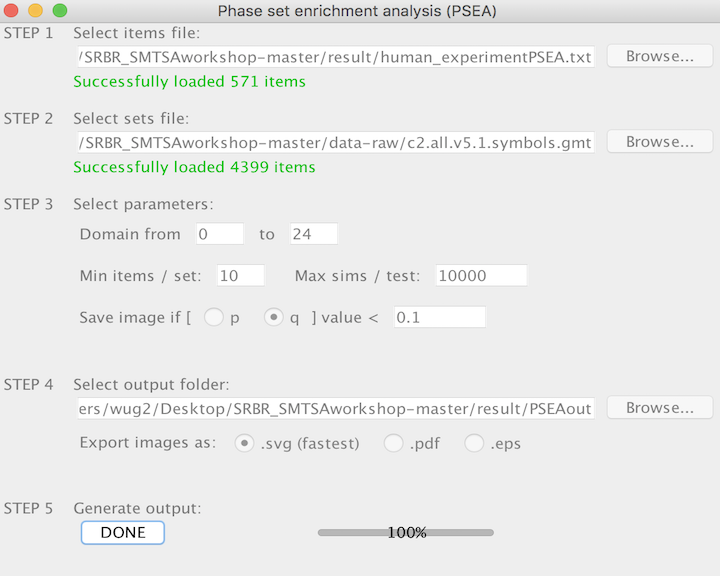 Phase set enrichment analysis (PSEA)
STEP 1 Select items file:
/SRBR_SMTSAworkshop-master/result/human_experimentPSEA.txt Browse...
Successfully loaded 571 items
STEP 2 Select sets file:
/SRBR_SMTSAworkshop-master/data-raw/c2.all.v5.1.symbols.gmt Browse...
Successfully loaded 4399 items
STEP 3 Select parameters:
Domain from 0 to 24
Min items / set: 10 Max sims / test: 10000
Save image if [ p q ] value < 0.1
STEP 4 Select output folder:
ers/wug2/Desktop/SRBR_SMTSAworkshop-master/result/PSEAout Browse...
Export images as: .svg (fastest) .pdf .eps
STEP 5 Generate output:
DONE 100%